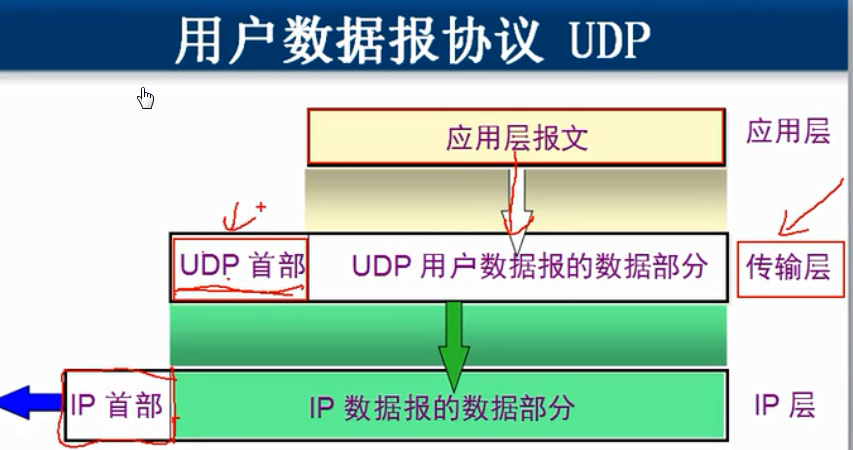 用户数据报协议 UDP
应用层报文
应用层
UDP 首部
UDP 用户数据报的数据部分
传输层
IP 首部
IP 数据报的数据部分
IP 层